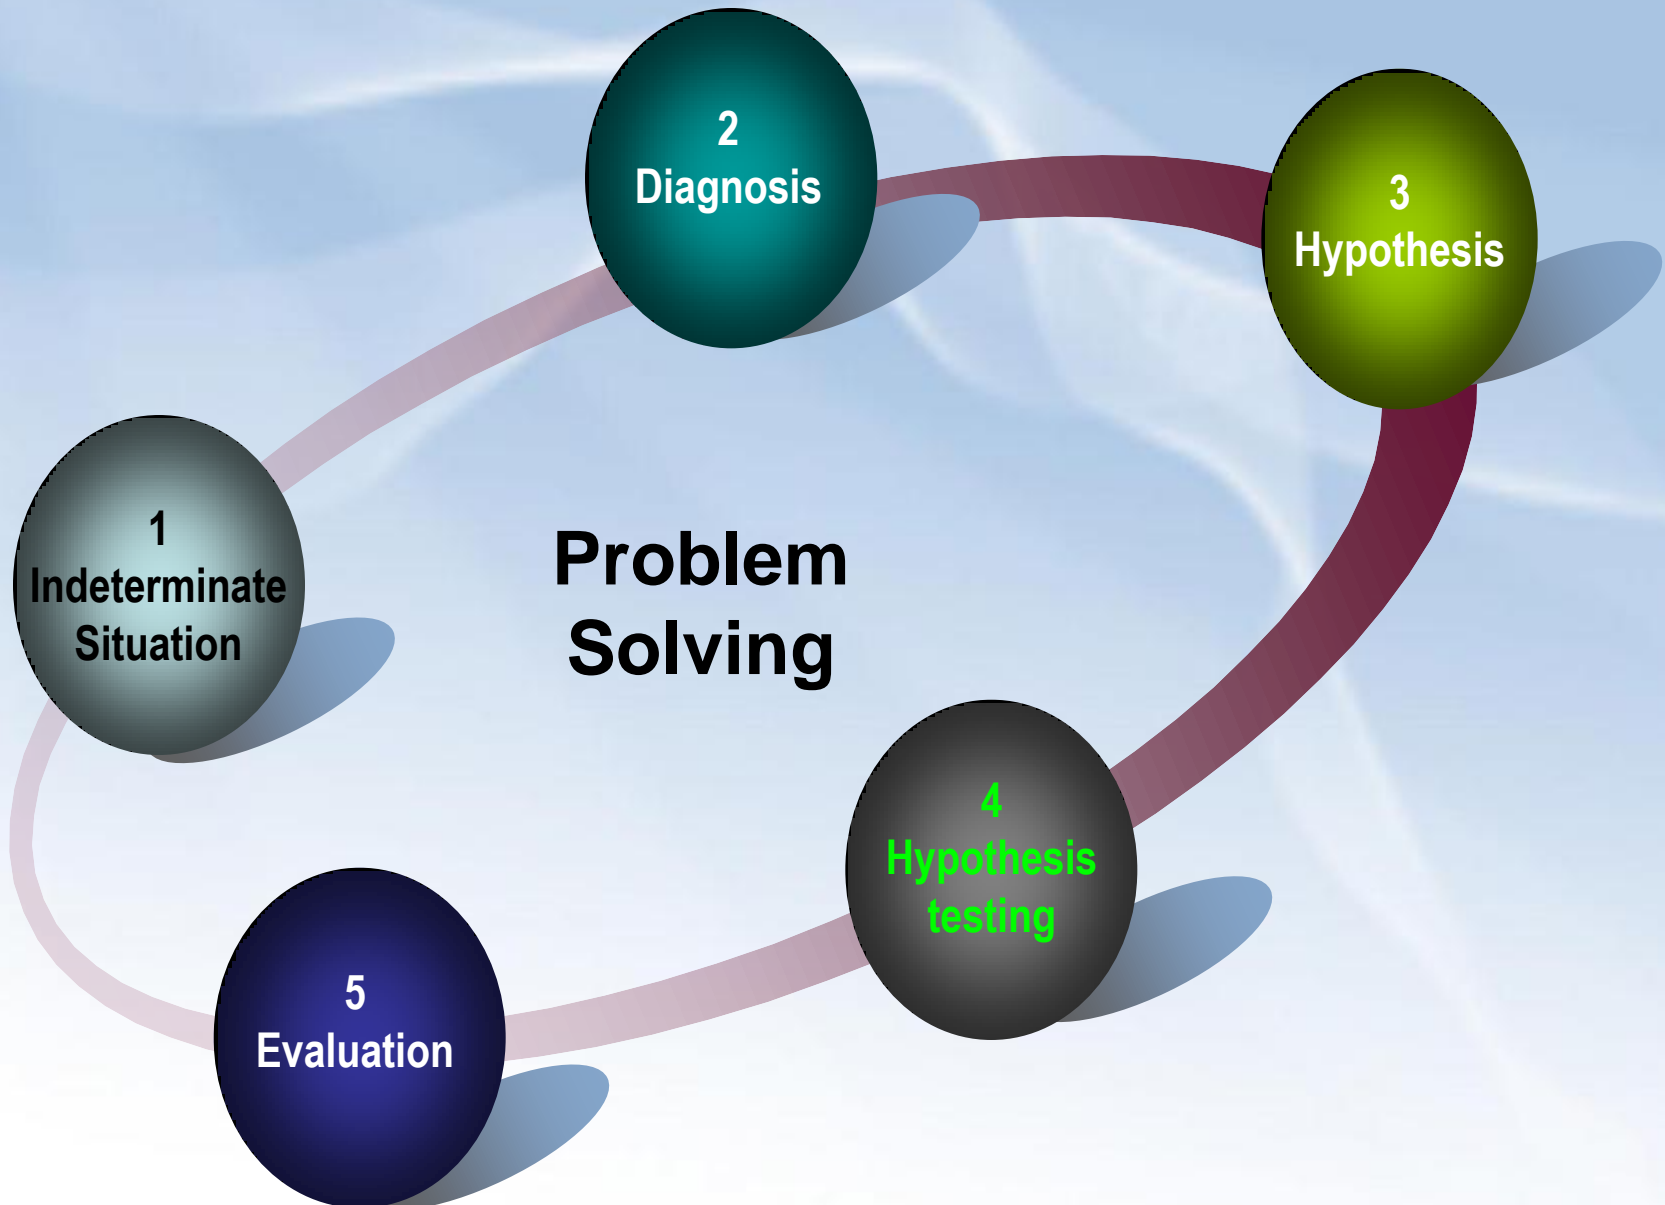 1
Indeterminate
Situation
2
Diagnosis
3
Hypothesis
Problem
Solving
4
Hypothesis
testing
5
Evaluation